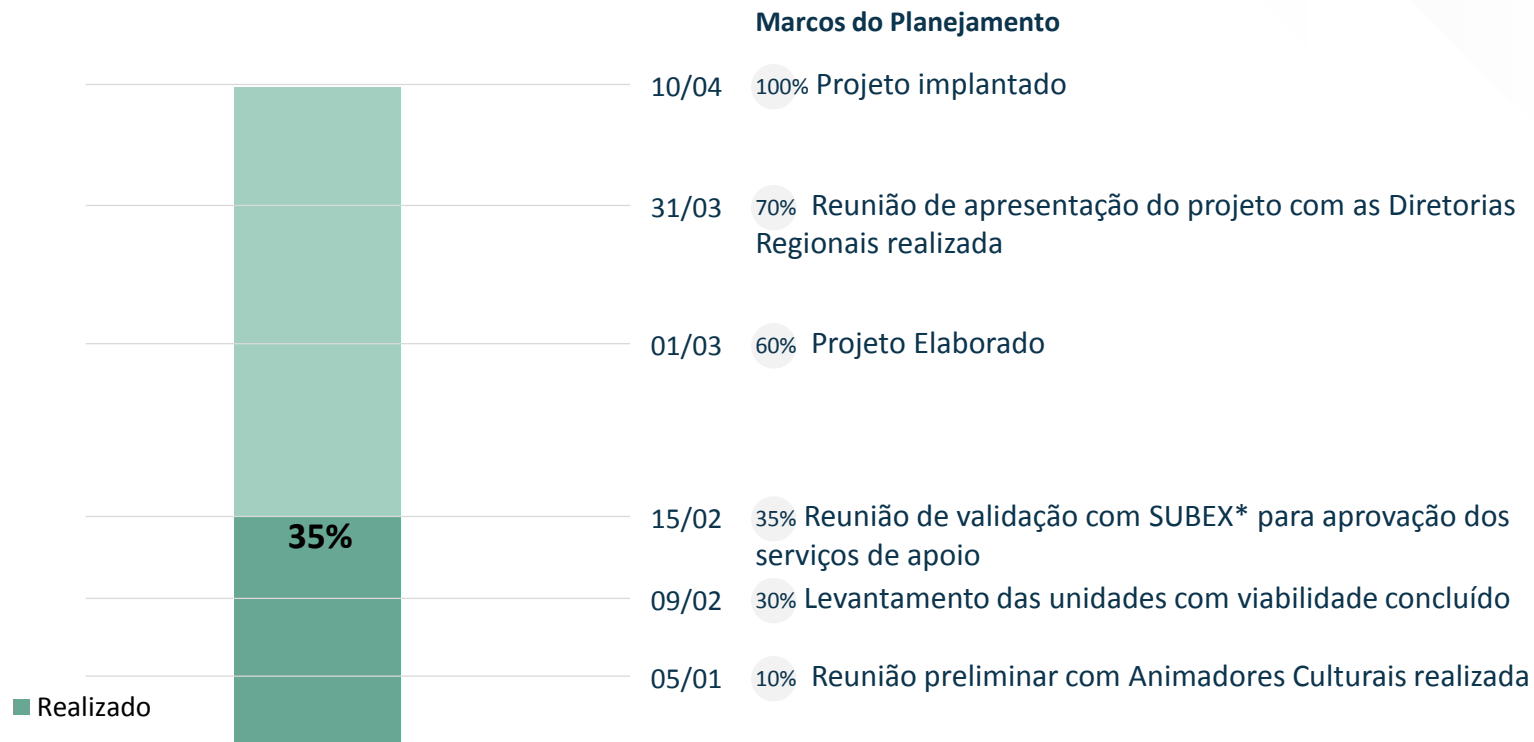 Marcos do Planejamento
10/04 100% Projeto implantado
31/03 70% Reunião de apresentação do projeto com as Diretorias
Regionais realizada
01/03 60% Projeto Elaborado
15/02 35% Reunião de validação com SUBEX* para aprovação dos
serviços de apoio
35%
09/02 30% Levantamento das unidades com viabilidade concluído
05/01 10% Reunião preliminar com Animadores Culturais realizada
Realizado